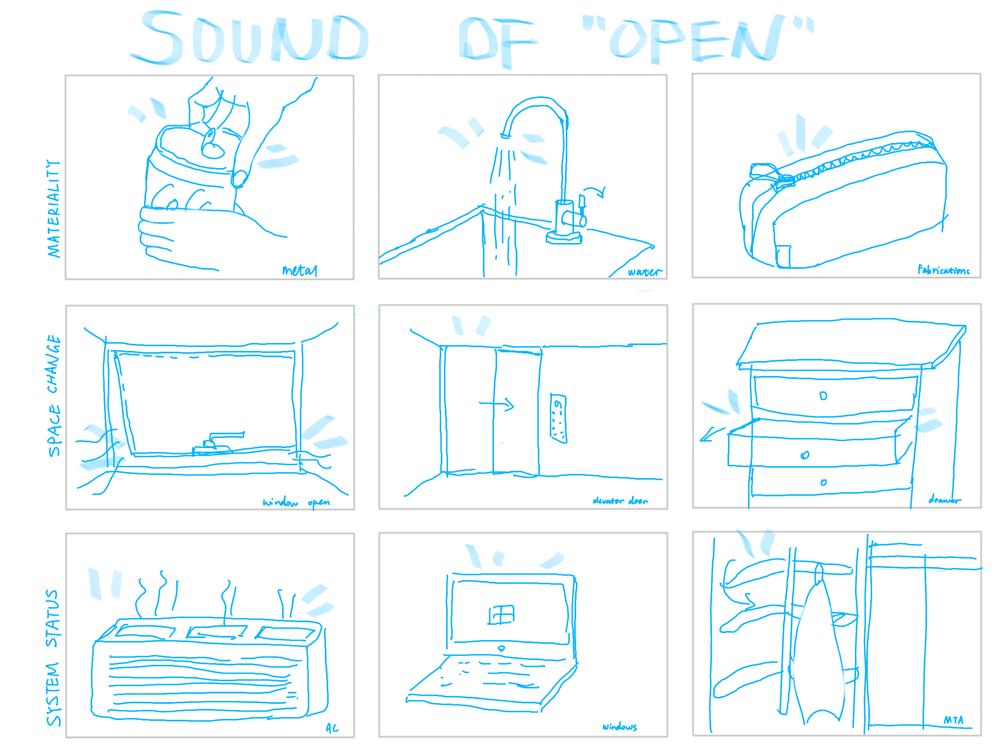 SOUND OF "OPEN"
MATERIALITY
metal
water
Fabrications
SPACE CHANGE
window open
elevator door
drawer
SYSTEM STATUS
AC
windows
MTA